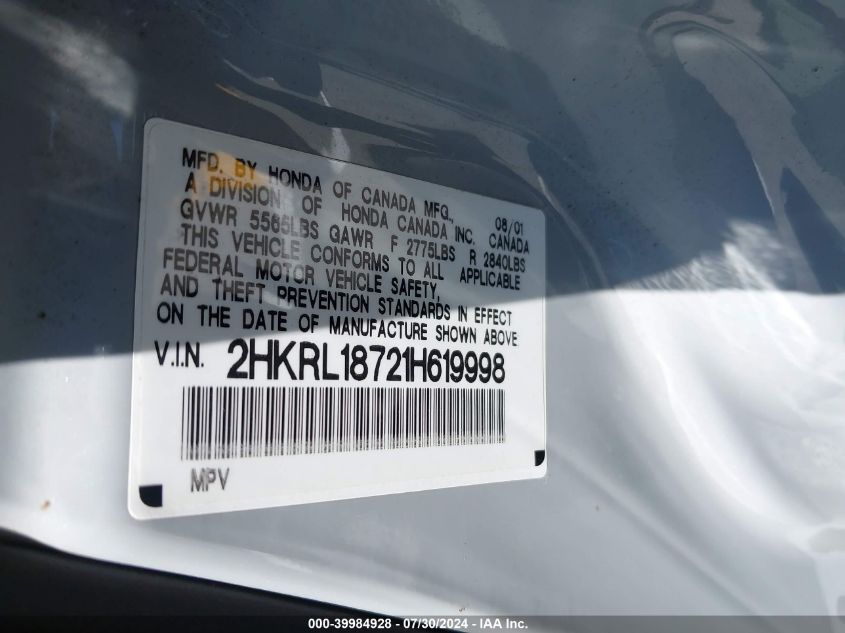 MFD. BY HONDA OF CANADA MFG., 08/01
A DIVISION OF HONDA CANADA INC. CANADA
GVWR 5565LBS GAWR F 2775LBS R 2840LBS
THIS VEHICLE CONFORMS TO ALL APPLICABLE
FEDERAL MOTOR VEHICLE SAFETY,
AND THEFT PREVENTION STANDARDS IN EFFECT
ON THE DATE OF MANUFACTURE SHOWN ABOVE
V.I.N. 2HKRL18721H619998
MPV
000-39984928 - 07/30/2024 - IAA Inc.